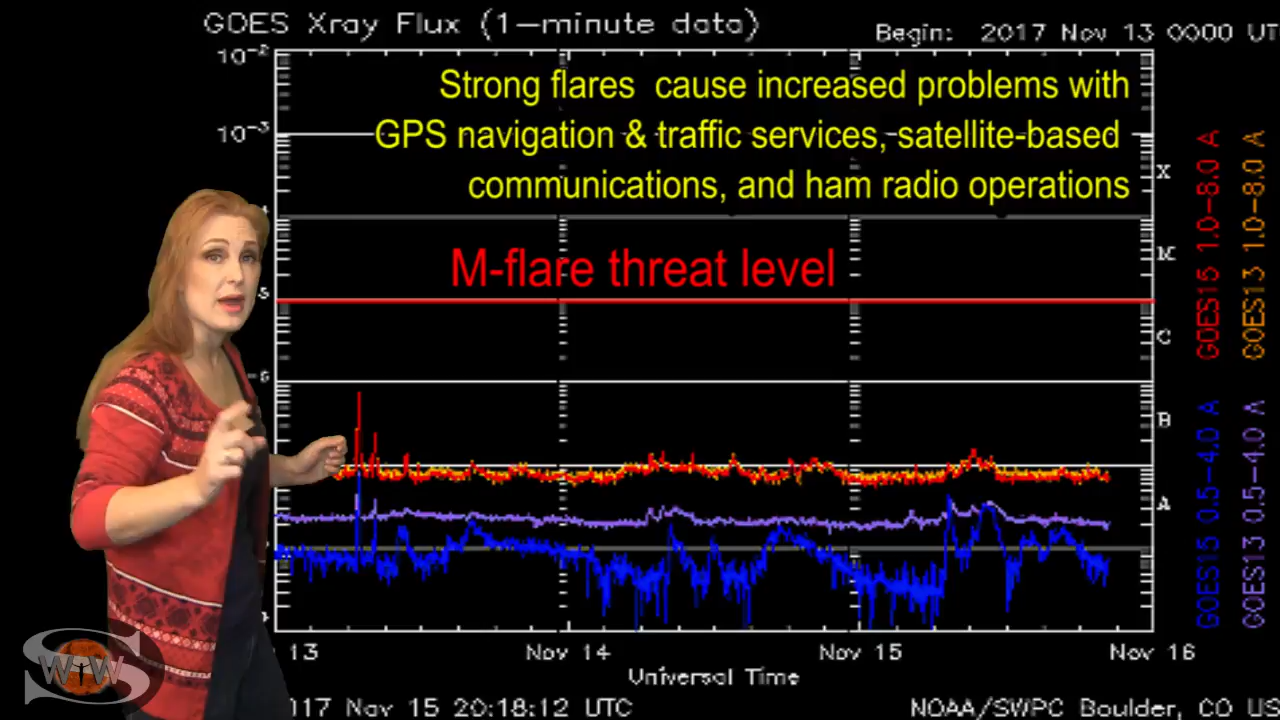 GOES Xray Flux (1-minute data)
Begin: 2017 Nov 13 0000 UT
10⁻²
Strong flares cause increased problems with
10⁻³
GPS navigation & traffic services, satellite-based
communications, and ham radio operations
X
M-flare threat level
M
C
B
A
GOES15 1.0-8.0 A
GOES13 1.0-8.0 A
GOES15 0.5-4.0 A
GOES13 0.5-4.0 A
13
Nov 14
Nov 15
Nov 16
Universal Time
17 Nov 15 20:18:12 UTC
NOAA/SWPC Boulder, CO US
S
WTW